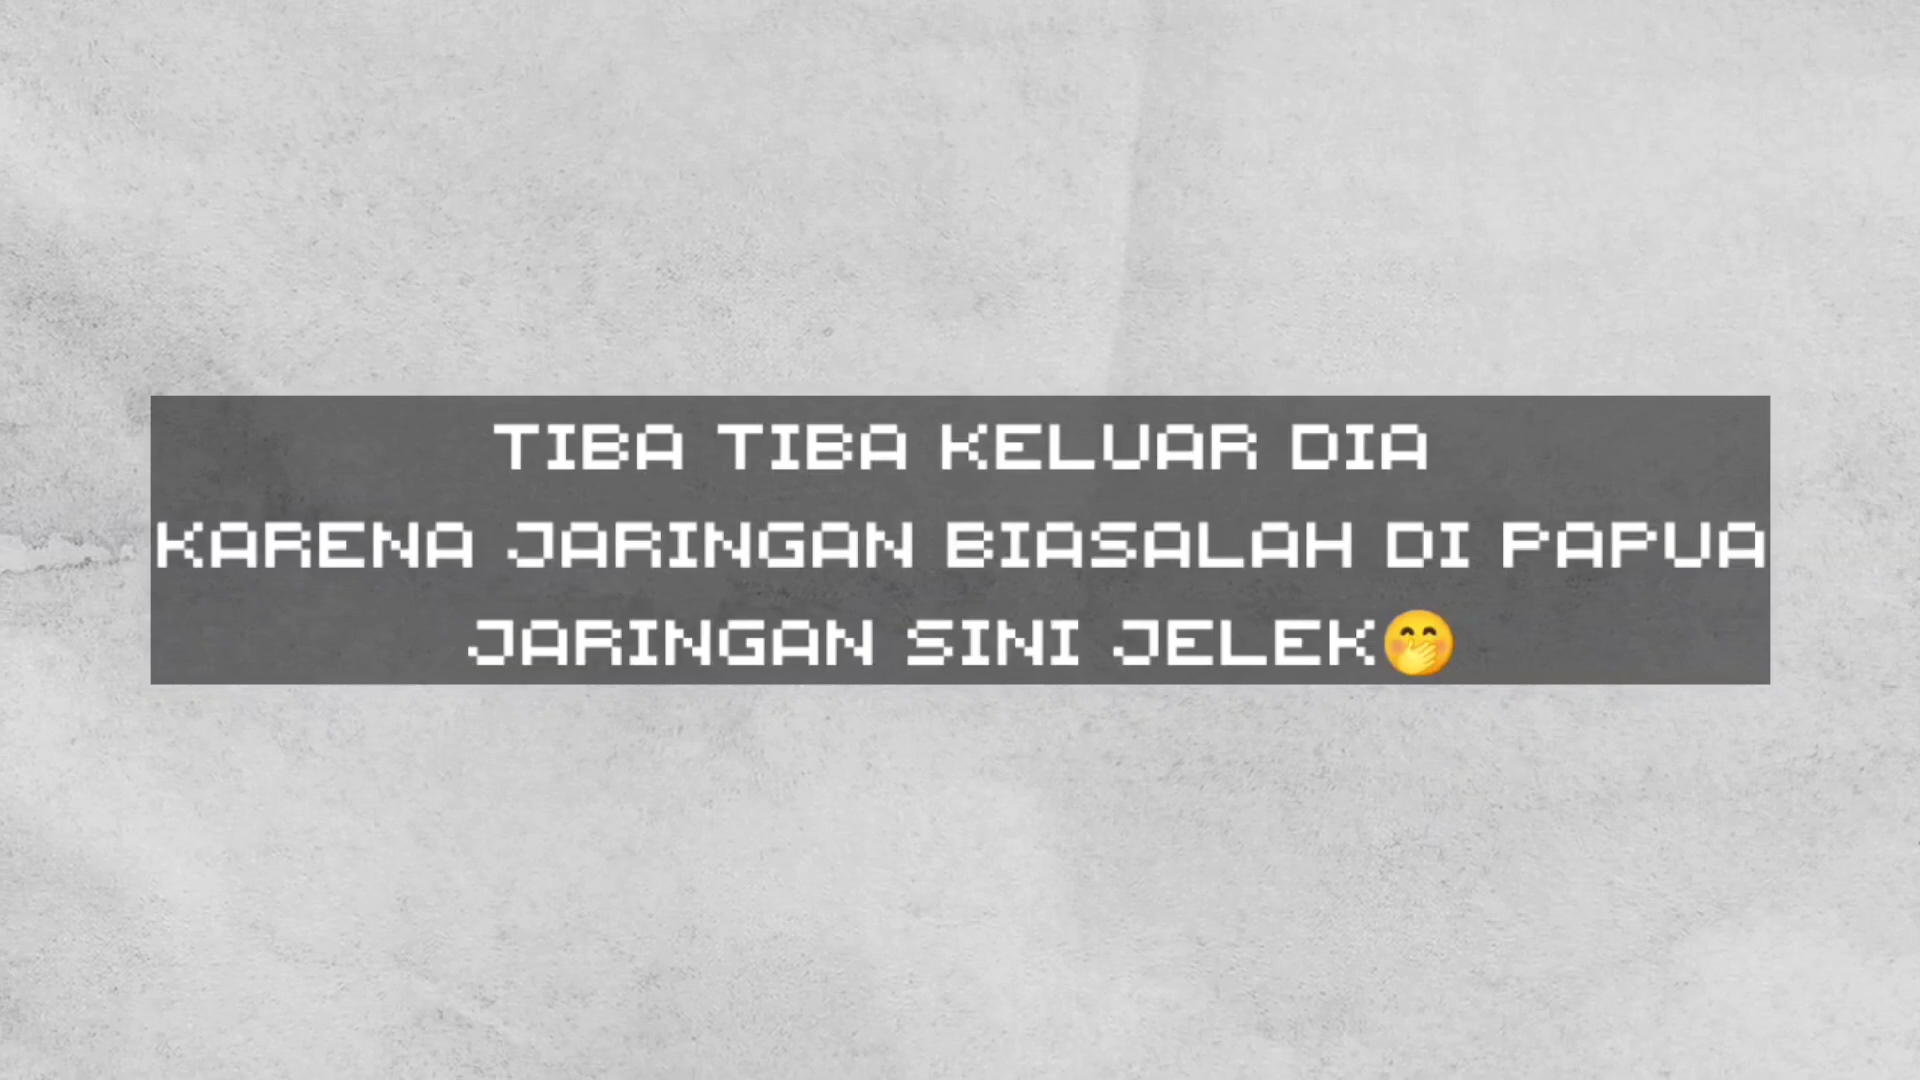 TIBA TIBA KELUAR DIA
KARENA JARINGAN BIASALAH DI PAPUA
JARINGAN SINI JELEK🤭